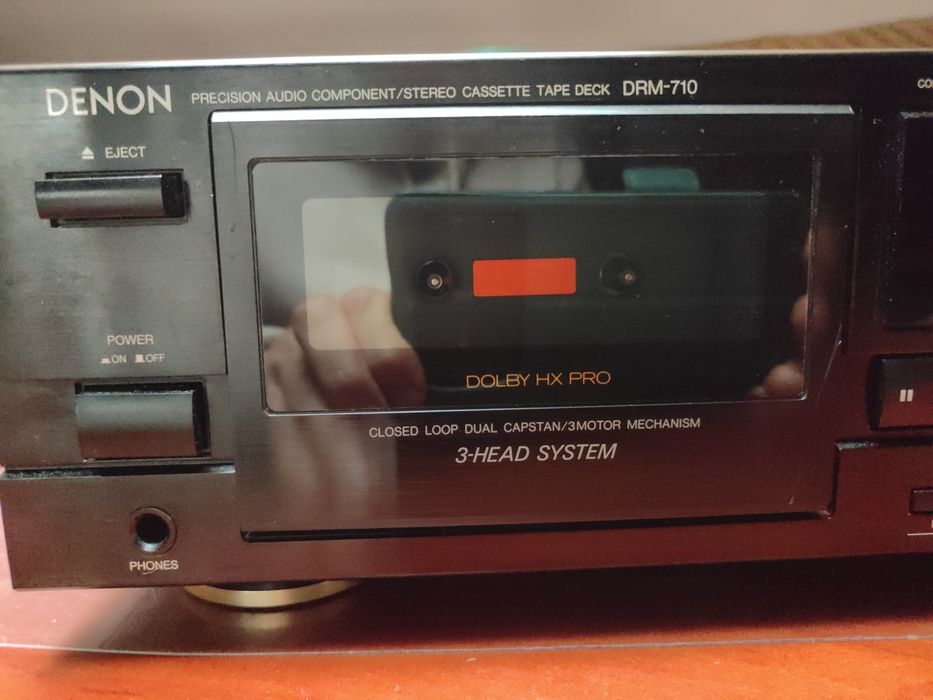 DENON PRECISION AUDIO COMPONENT/STEREO CASSETTE TAPE DECK DRM-710
EJECT
POWER
ON OFF
DOLBY HX PRO
CLOSED LOOP DUAL CAPSTAN/3MOTOR MECHANISM
3-HEAD SYSTEM
PHONES